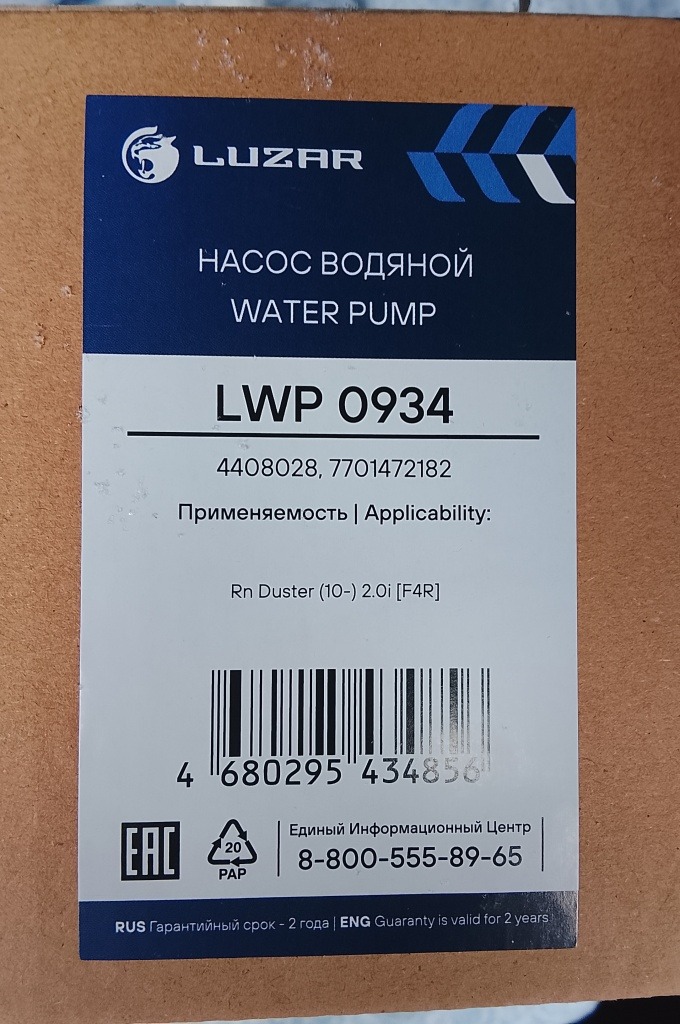 LUZAR
НАСОС ВОДЯНОЙ
WATER PUMP
LWP 0934
4408028, 7701472182
Применяемость | Applicability:
Rn Duster (10-) 2.0i [F4R]
4 680295 434856
EAC
20
PAP
Единый Информационный Центр
8-800-555-89-65
RUS Гарантийный срок - 2 года | ENG Guaranty is valid for 2 years